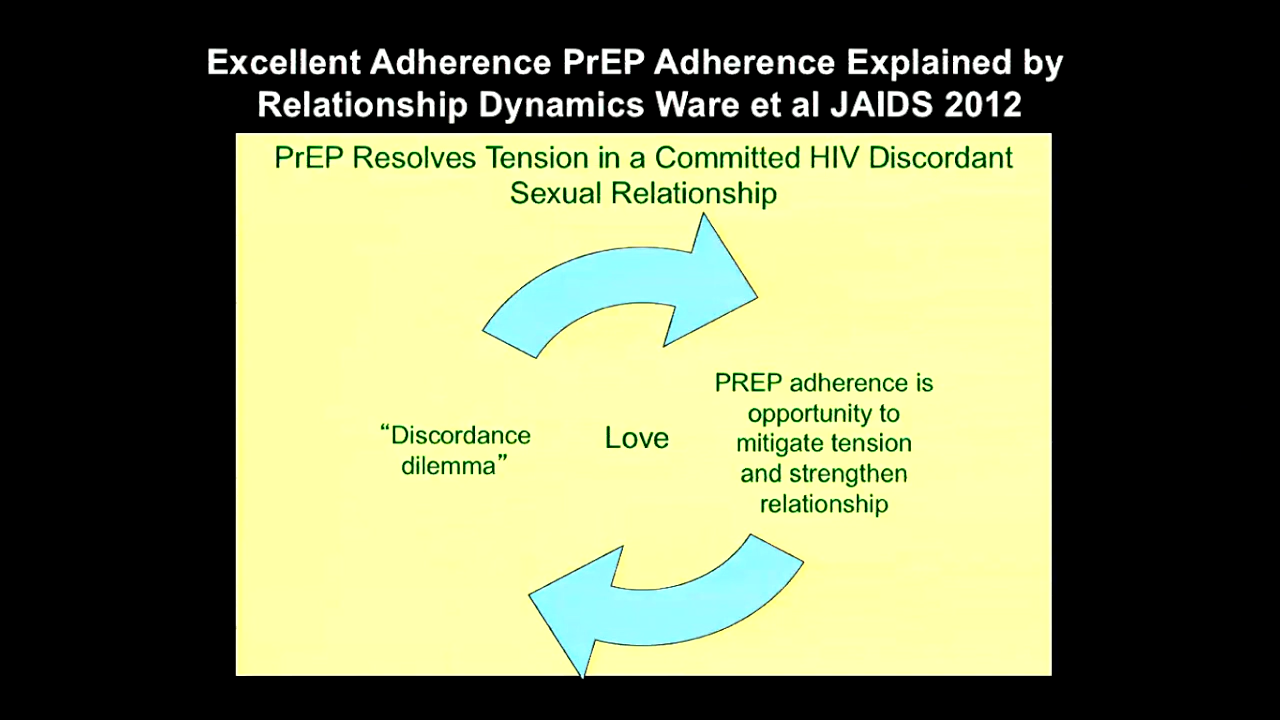 Excellent Adherence PrEP Adherence Explained by
Relationship Dynamics Ware et al JAIDS 2012
PrEP Resolves Tension in a Committed HIV Discordant
Sexual Relationship
“Discordance
dilemma”
Love
PREP adherence is
opportunity to
mitigate tension
and strengthen
relationship